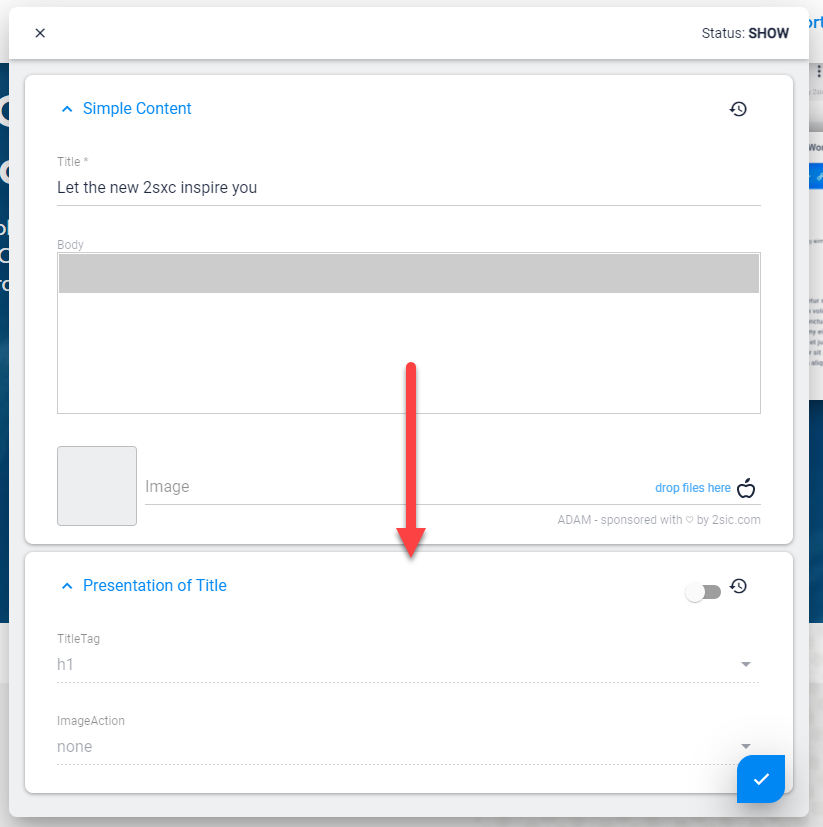 Status: SHOW
Simple Content
Title *
Let the new 2sxc inspire you
Body
Image
drop files here
ADAM - sponsored with ♡ by 2sic.com
Presentation of Title
TitleTag
h1
ImageAction
none